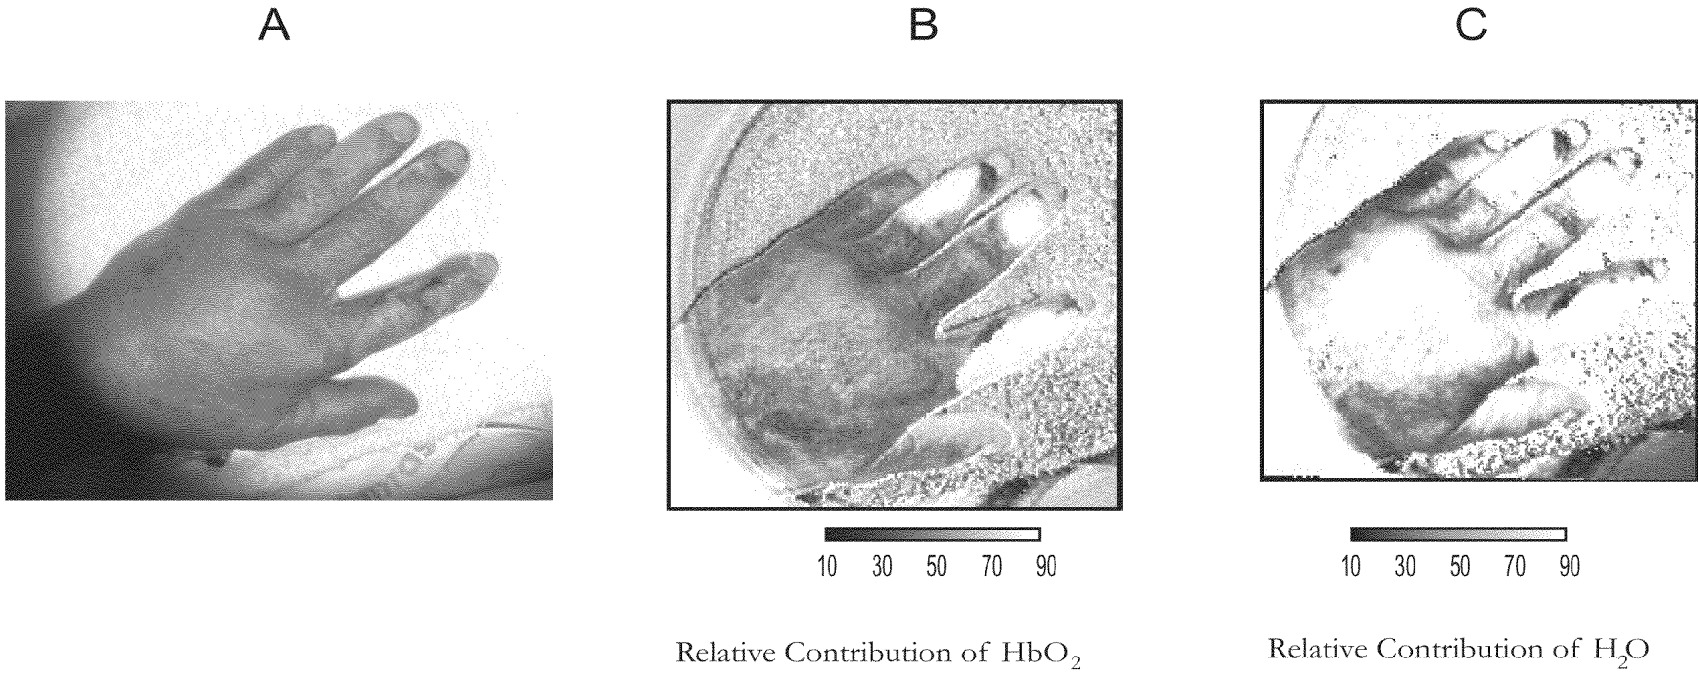 A B C
10 30 50 70 90 10 30 50 70 90
Relative Contribution of HbO₂ Relative Contribution of H₂O